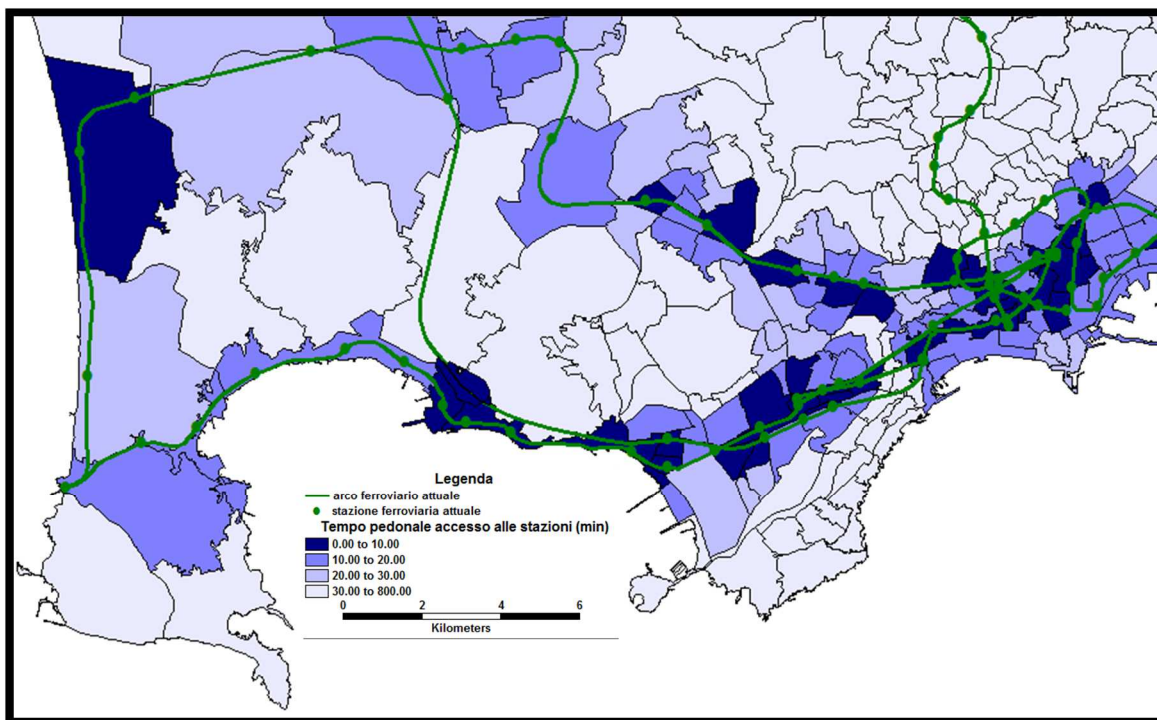 Legenda
arco ferroviario attuale
stazione ferroviaria attuale
Tempo pedonale accesso alle stazioni (min)
0.00 to 10.00
10.00 to 20.00
20.00 to 30.00
30.00 to 800.00
0 2 4 6
Kilometers